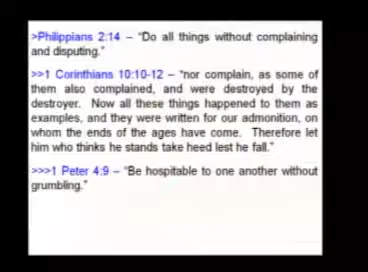 >Philippians 2:14 – "Do all things without complaining
and disputing."
>>1 Corinthians 10:10-12 – "nor complain, as some of
them also complained, and were destroyed by the
destroyer. Now all these things happened to them as
examples, and they were written for our admonition, on
whom the ends of the ages have come. Therefore let
him who thinks he stands take heed lest he fall."
>>>1 Peter 4:9 – "Be hospitable to one another without
grumbling."